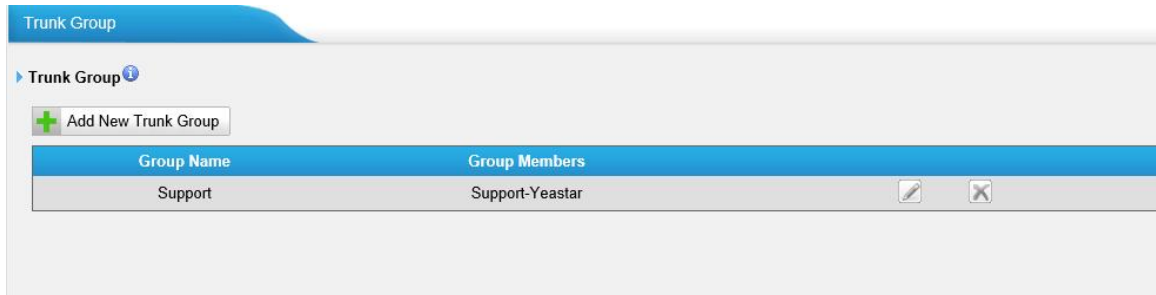 Trunk Group
Trunk Group
Add New Trunk Group
Group Name Group Members
Support Support-Yeastar